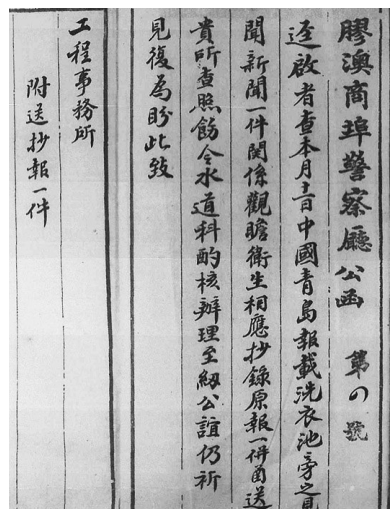 膠澳商埠警察廳公函 第 號
逕啟者查本月十一日中國青島報載洗衣池旁之見
聞新聞一件関係觀瞻衛生相應抄錄原報一併函送
貴所查照飭令水道科酌核辦理至紉公誼仍祈
見復為盼此致
工程事務所
附送抄報一件